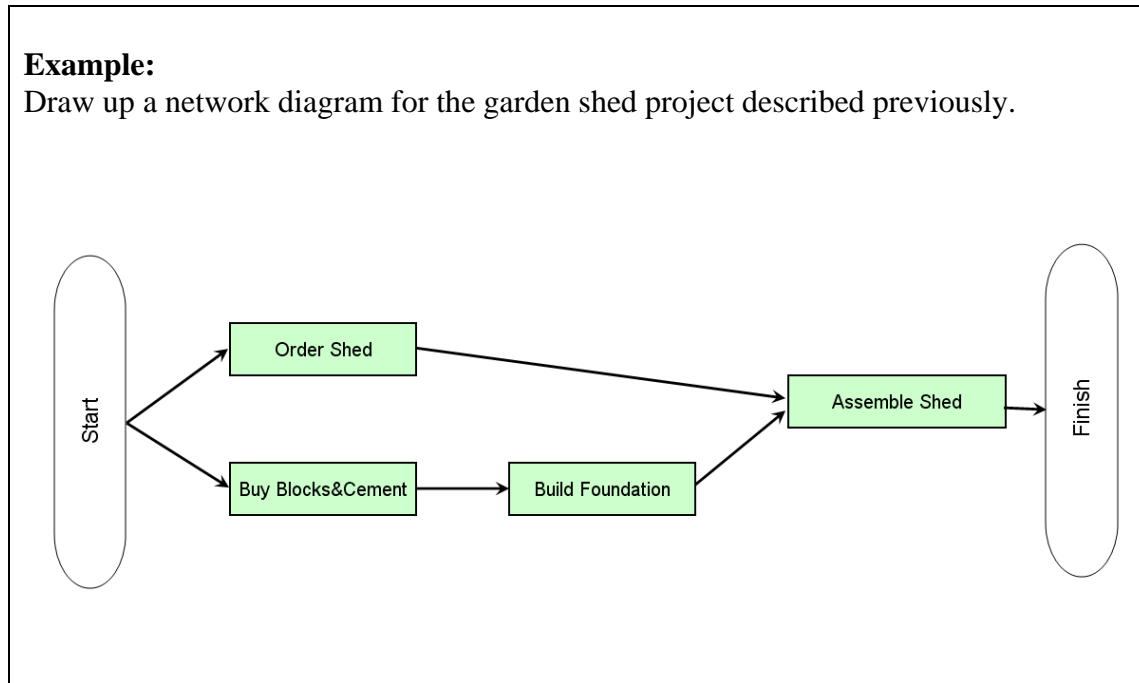 Example:
Draw up a network diagram for the garden shed project described previously.
Start
Order Shed
Buy Blocks&Cement
Build Foundation
Assemble Shed
Finish